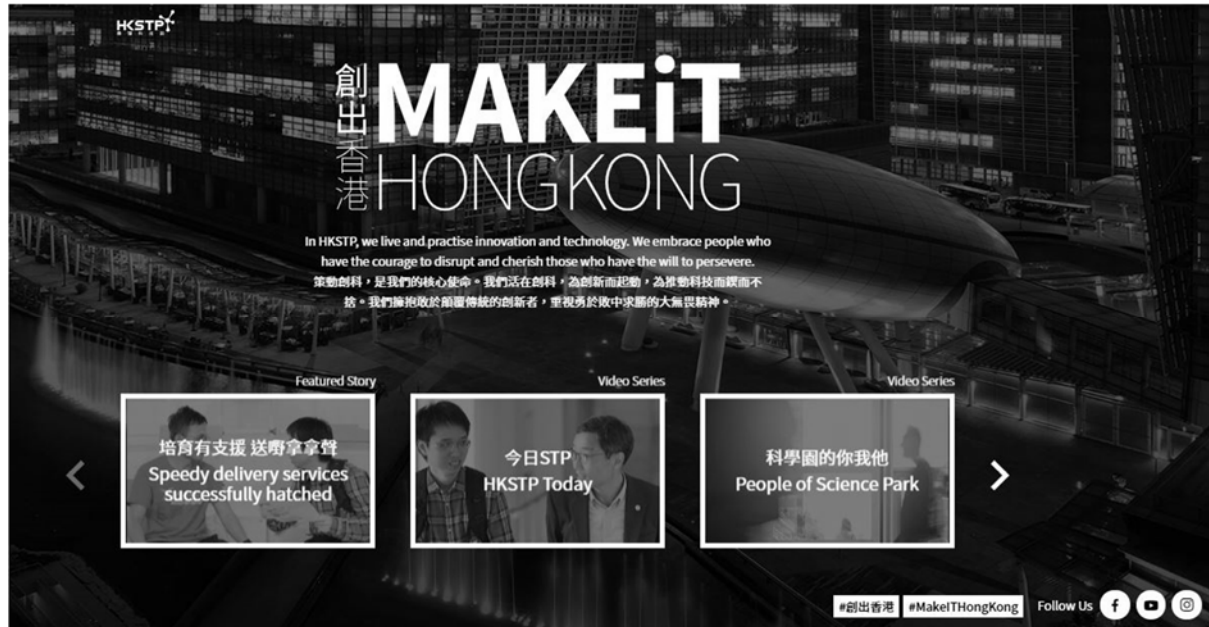 HKSTP
創出香港
MAKEiT
HONGKONG
In HKSTP, we live and practise innovation and technology. We embrace people who
have the courage to disrupt and cherish those who have the will to persevere.
策動創科，是我們的核心使命。我們活在創科，為創新而起動，為推動科技而鍥而不
捨。我們擁抱敢於顛覆傳統的創新者，重視勇於敗中求勝的大無畏精神。
Featured Story
培育有支援 送嘢拿拿聲
Speedy delivery services
successfully hatched
Video Series
今日STP
HKSTP Today
Video Series
科學園的你我他
People of Science Park
#創出香港 #MakeITHongKong Follow Us